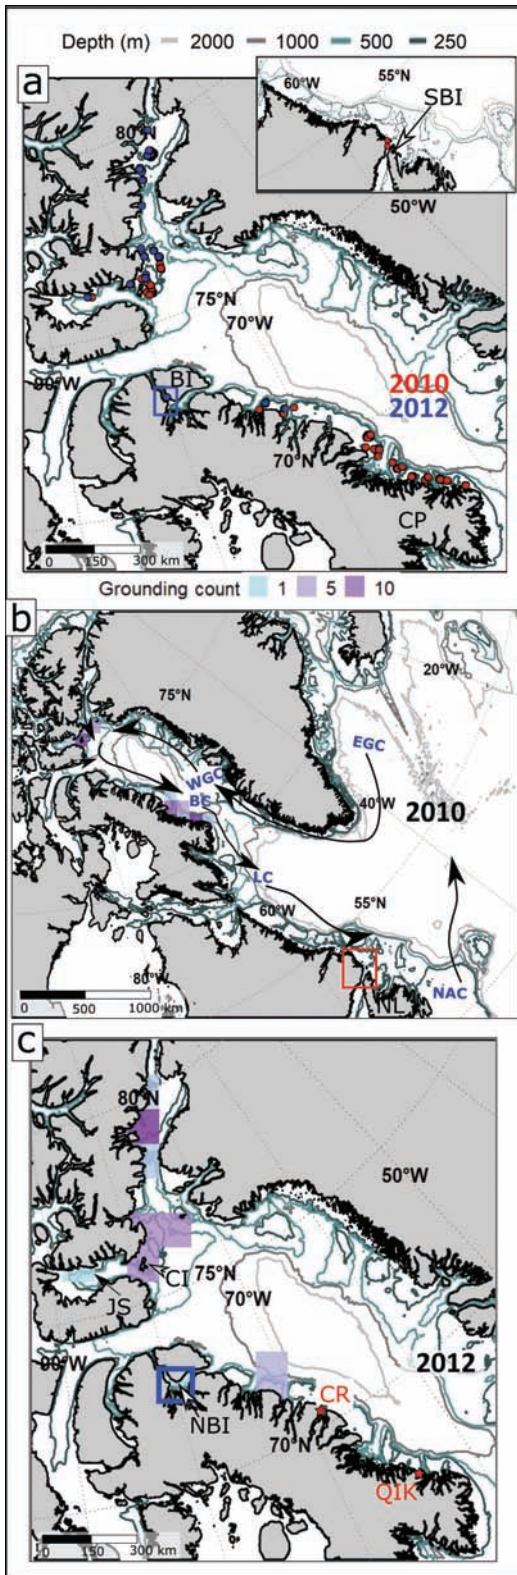 Depth (m) 2000 1000 500 250
a
60°W
55°N
SBI
80°N
50°W
75°N
70°W
2010
2012
90°W
BI
70°N
CP
0 150 300 km
Grounding count 1 5 10
b
20°W
75°N
EGC
WGC
40°W
2010
BC
LC
55°N
60°W
80°W
NL
NAC
0 500 1000 km
c
80°N
50°W
CI
75°N
JS
70°W
2012
90°W
CR
NBI
70°N
QIK
0 150 300 km